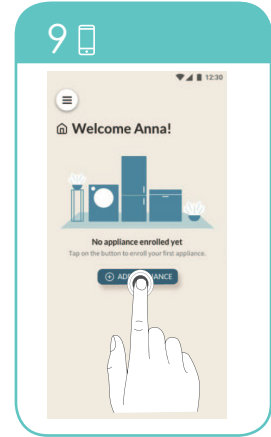 9
12:30
Welcome Anna!
No appliance enrolled yet
Tap on the button to enroll your first appliance.